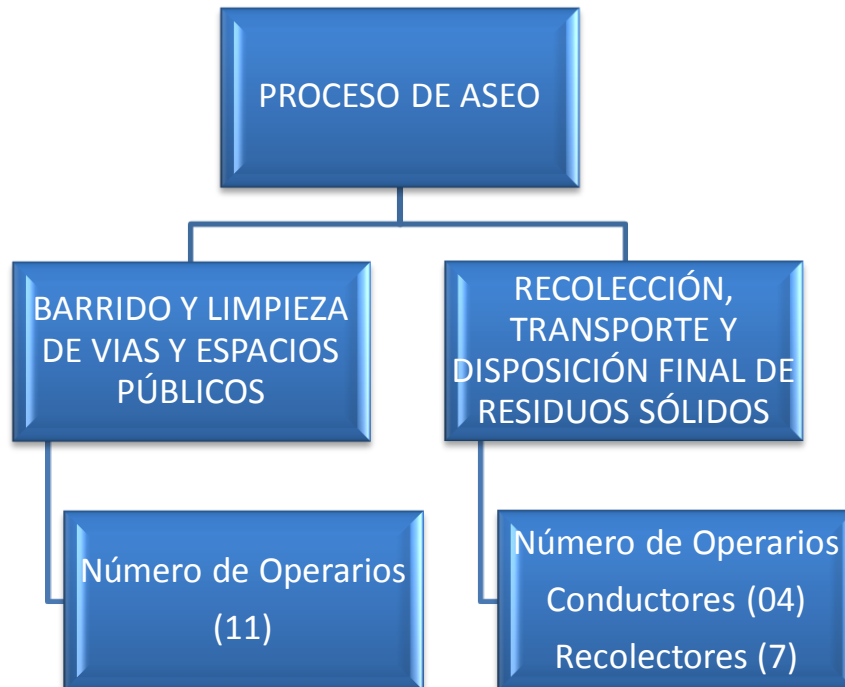 PROCESO DE ASEO
BARRIDO Y LIMPIEZA
DE VIAS Y ESPACIOS
PÚBLICOS
RECOLECCIÓN,
TRANSPORTE Y
DISPOSICIÓN FINAL DE
RESIDUOS SÓLIDOS
Número de Operarios
(11)
Número de Operarios
Conductores (04)
Recolectores (7)